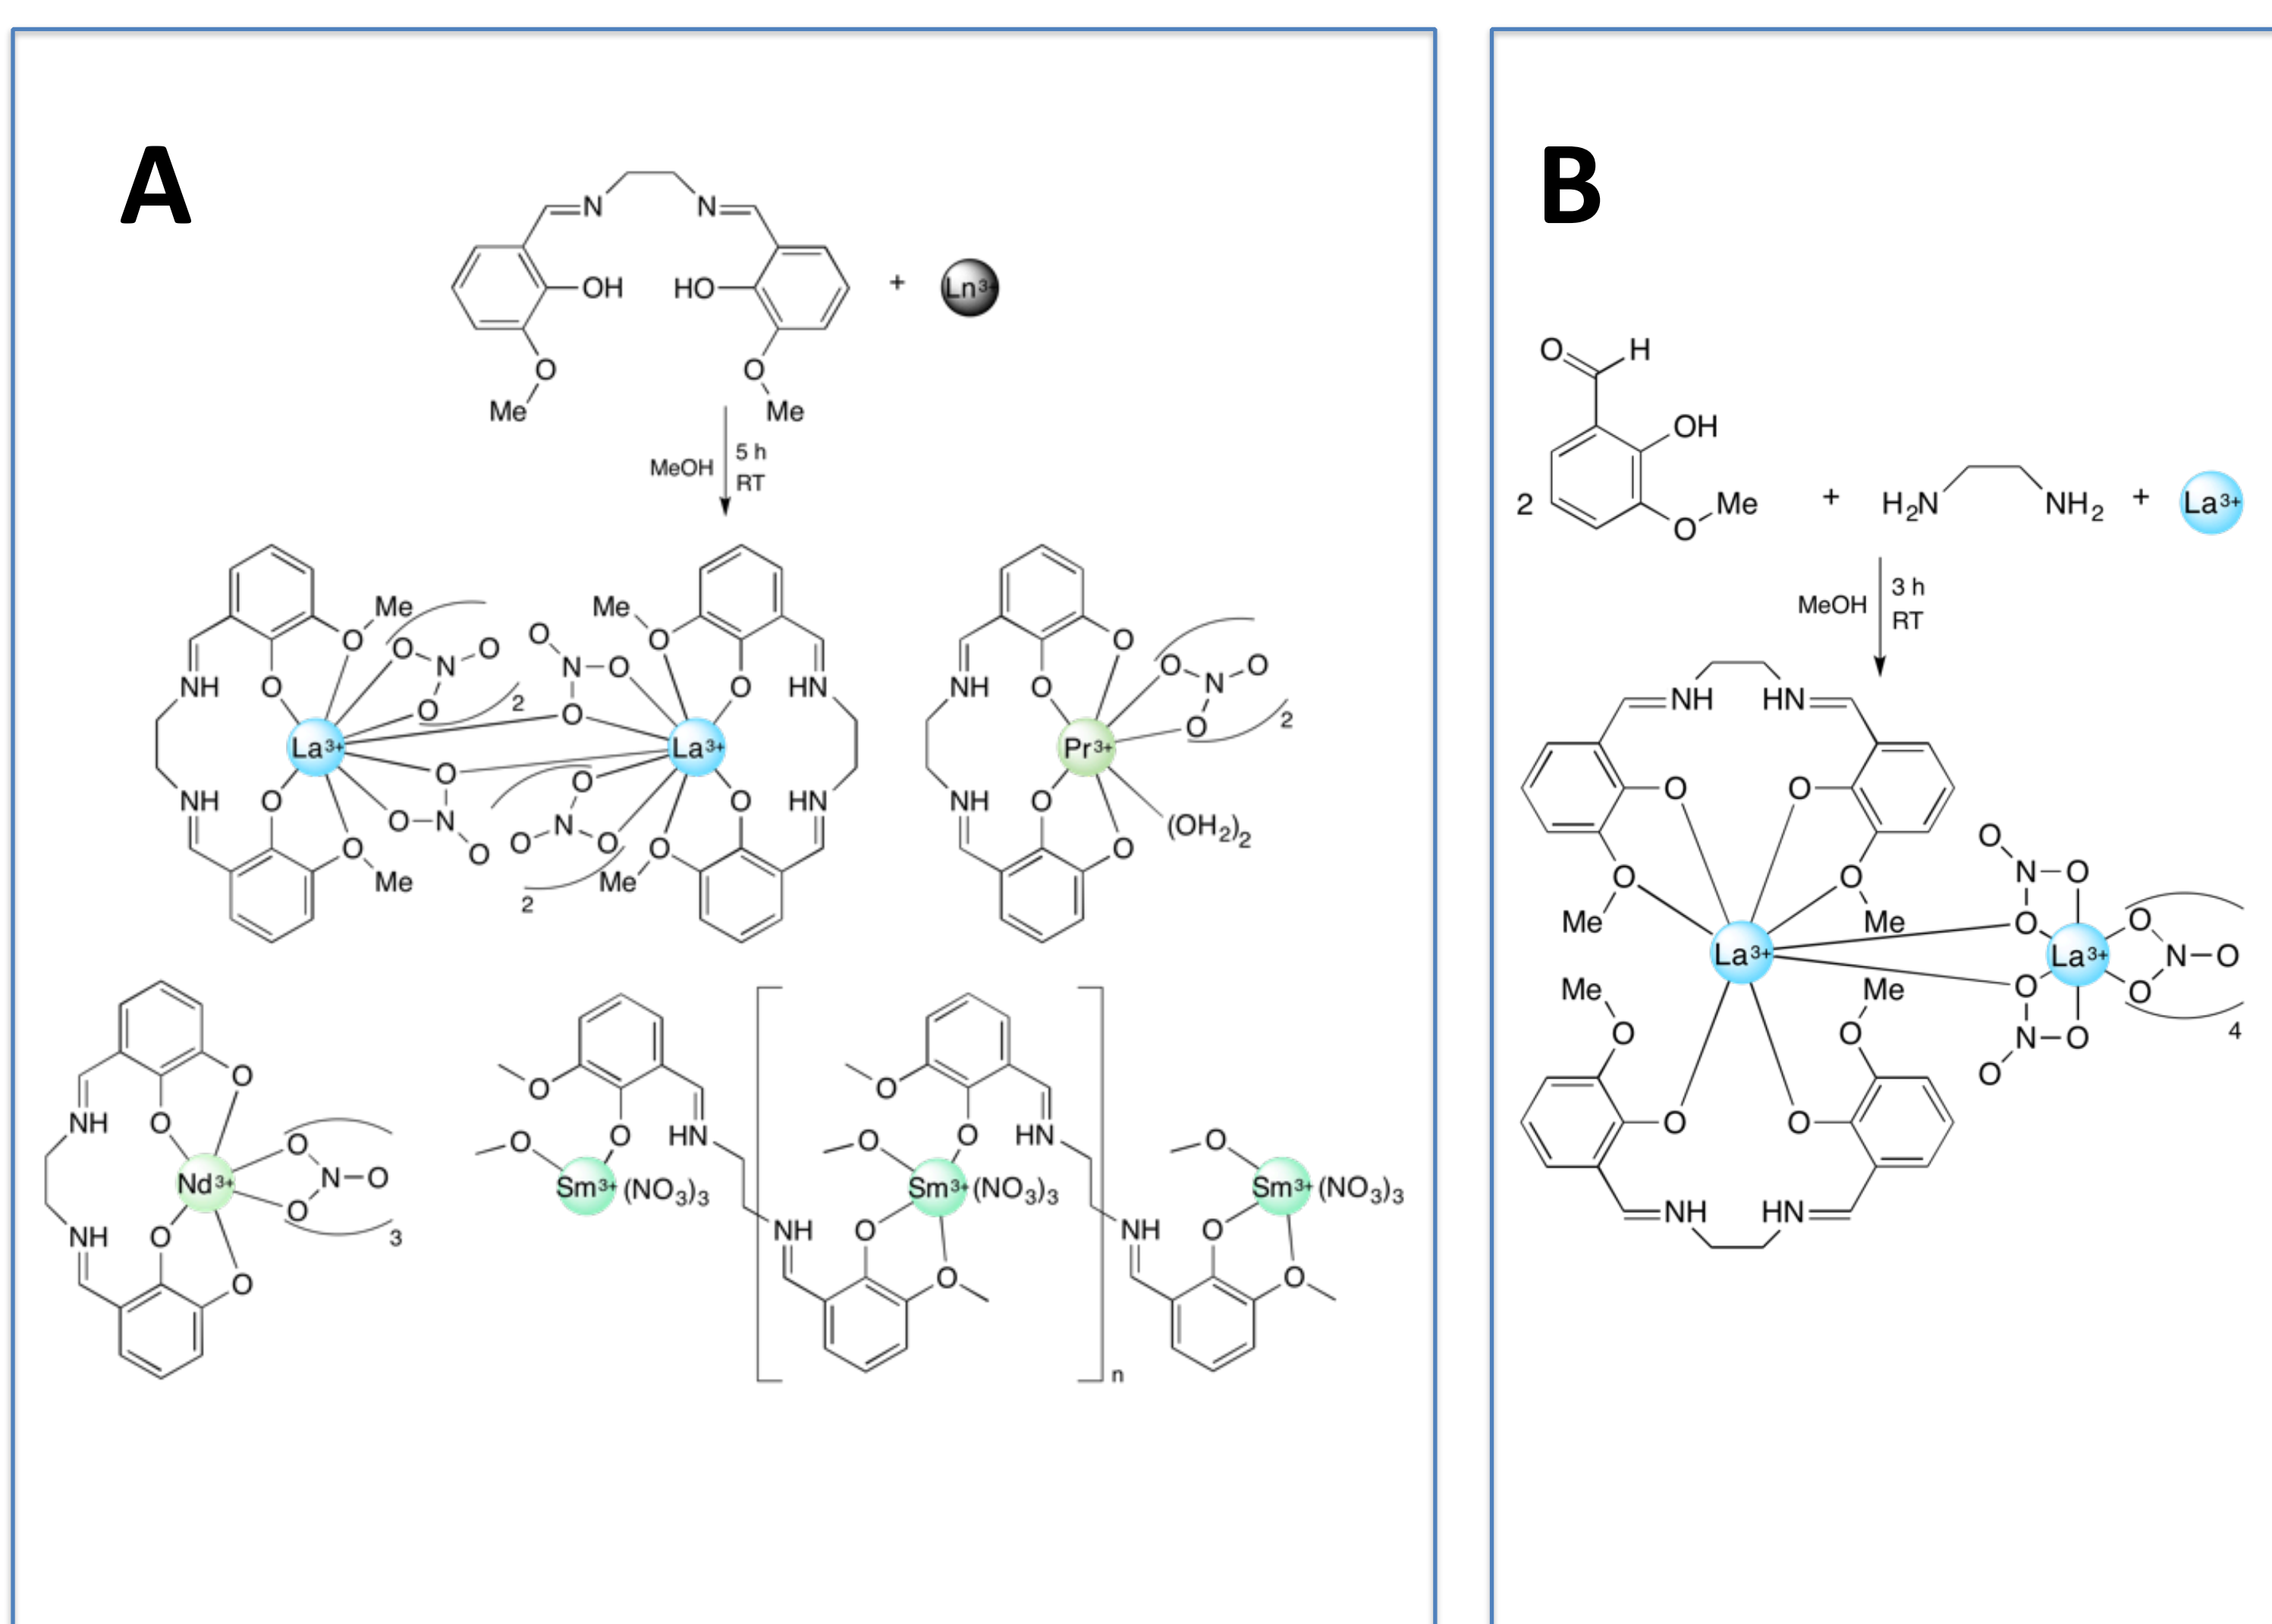 A
N N
OH HO
+ Ln3+
O O
Me Me
MeOH 5 h
RT
Me Me
O O O N O O N O O O
NH O O 2 O O HN
La3+ La3+
NH O O O N O O N O O O HN
O O
Me 2 Me
O
NH O O N O
O 2
Pr3+
NH O (OH2)2
O
O
NH O
Nd3+ O N O
O 3
NH O
O
O
O O HN
Sm3+ (NO3)3
O
O O HN
Sm3+ (NO3)3
NH O
O
n
O
Sm3+ (NO3)3
NH O
O
B
O H
OH
2 O Me + H2N NH2 + La3+
MeOH 3 h
RT
NH HN
O O
O O
Me Me
La3+
O N O
O
La3+ O N O
O 4
O
O N O
Me Me
O O
O O
NH HN